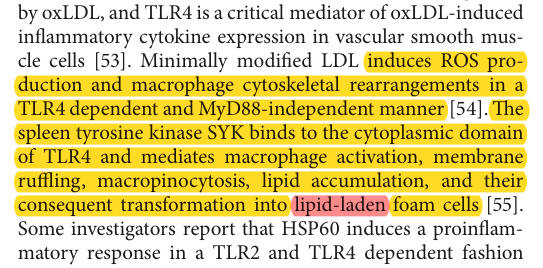 by oxLDL, and TLR4 is a critical mediator of oxLDL-induced
inflammatory cytokine expression in vascular smooth mus-
cle cells [53]. Minimally modified LDL induces ROS pro-
duction and macrophage cytoskeletal rearrangements in a
TLR4 dependent and MyD88-independent manner [54]. The
spleen tyrosine kinase SYK binds to the cytoplasmic domain
of TLR4 and mediates macrophage activation, membrane
ruffling, macropinocytosis, lipid accumulation, and their
consequent transformation into lipid-laden foam cells [55].
Some investigators report that HSP60 induces a proinflam-
matory response in a TLR2 and TLR4 dependent fashion